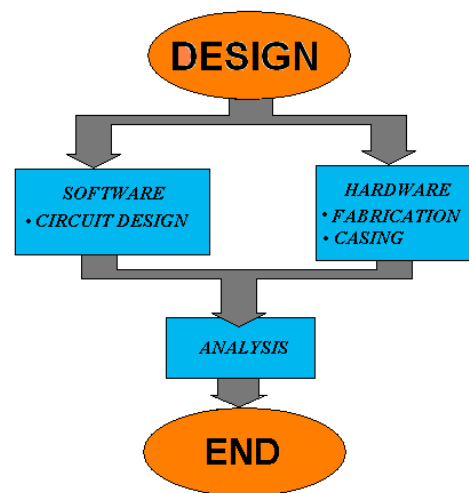 DESIGN
SOFTWARE
• CIRCUIT DESIGN
HARDWARE
• FABRICATION
• CASING
ANALYSIS
END